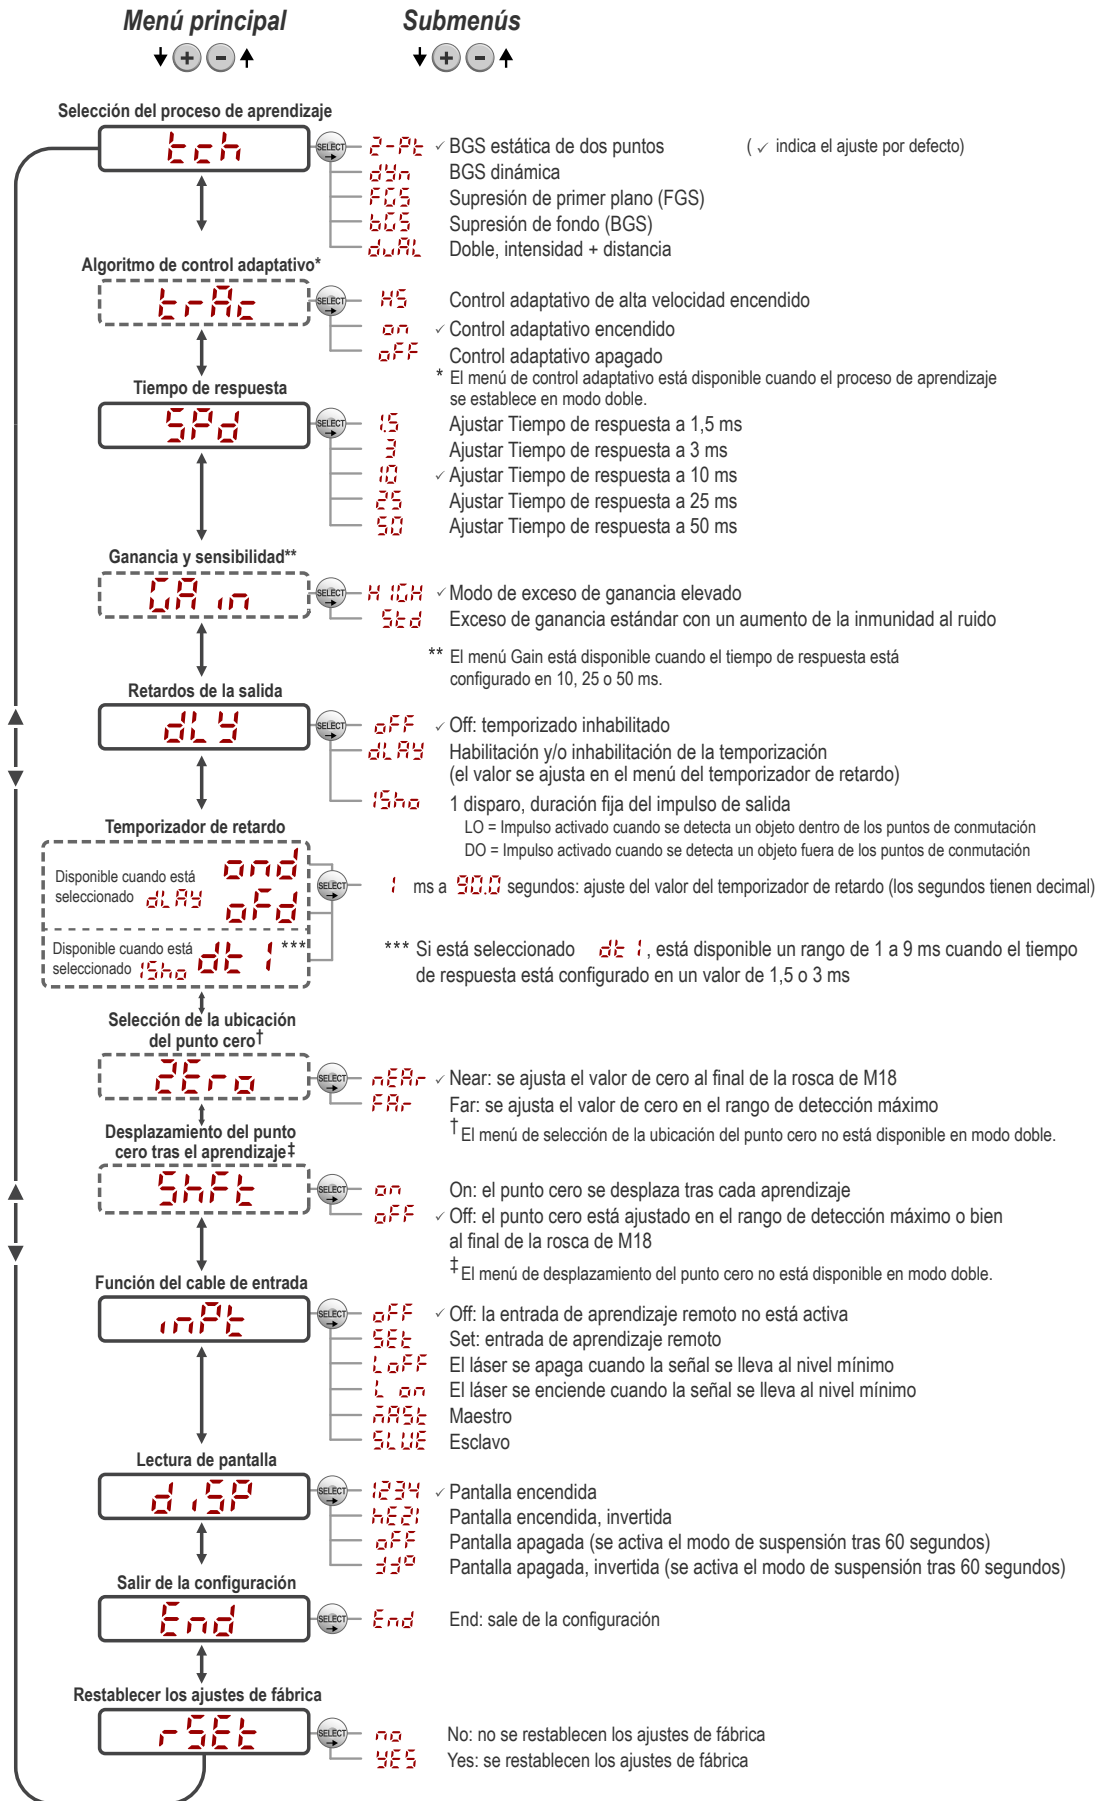 Menú principal Submenús
+ - + -
Selección del proceso de aprendizaje
tch SELECT 2-Pt ✓ BGS estática de dos puntos ( ✓ indica el ajuste por defecto)
dYn BGS dinámica
FGS Supresión de primer plano (FGS)
bGS Supresión de fondo (BGS)
duAL Doble, intensidad + distancia
Algoritmo de control adaptativo*
trAc SELECT HS Control adaptativo de alta velocidad encendido
on ✓ Control adaptativo encendido
oFF Control adaptativo apagado
* El menú de control adaptativo está disponible cuando el proceso de aprendizaje
se establece en modo doble.
Tiempo de respuesta
SPd SELECT 1.5 Ajustar Tiempo de respuesta a 1,5 ms
3 Ajustar Tiempo de respuesta a 3 ms
10 ✓ Ajustar Tiempo de respuesta a 10 ms
25 Ajustar Tiempo de respuesta a 25 ms
50 Ajustar Tiempo de respuesta a 50 ms
Ganancia y sensibilidad**
GAin SELECT HIGH ✓ Modo de exceso de ganancia elevado
Std Exceso de ganancia estándar con un aumento de la inmunidad al ruido
** El menú Gain está disponible cuando el tiempo de respuesta está
configurado en 10, 25 o 50 ms.
Retardos de la salida
dLY SELECT oFF ✓ Off: temporizado inhabilitado
dLAY Habilitación y/o inhabilitación de la temporización
(el valor se ajusta en el menú del temporizador de retardo)
1Sho 1 disparo, duración fija del impulso de salida
LO = Impulso activado cuando se detecta un objeto dentro de los puntos de conmutación
DO = Impulso activado cuando se detecta un objeto fuera de los puntos de conmutación
Temporizador de retardo
Disponible cuando está
seleccionado dLAY ond oFd SELECT 1 ms a 90.0 segundos: ajuste del valor del temporizador de retardo (los segundos tienen decimal)
Disponible cuando está
seleccionado 1Sho dt 1 ***
*** Si está seleccionado dt 1, está disponible un rango de 1 a 9 ms cuando el tiempo
de respuesta está configurado en un valor de 1,5 o 3 ms
Selección de la ubicación
del punto cero†
ZEro SELECT nEAr ✓ Near: se ajusta el valor de cero al final de la rosca de M18
FAr Far: se ajusta el valor de cero en el rango de detección máximo
† El menú de selección de la ubicación del punto cero no está disponible en modo doble.
Desplazamiento del punto
cero tras el aprendizaje‡
ShFt SELECT on On: el punto cero se desplaza tras cada aprendizaje
oFF ✓ Off: el punto cero está ajustado en el rango de detección máximo o bien
al final de la rosca de M18
‡ El menú de desplazamiento del punto cero no está disponible en modo doble.
Función del cable de entrada
inPt SELECT oFF ✓ Off: la entrada de aprendizaje remoto no está activa
SEt Set: entrada de aprendizaje remoto
LoFF El láser se apaga cuando la señal se lleva al nivel mínimo
L on El láser se enciende cuando la señal se lleva al nivel mínimo
nASt Maestro
SLUE Esclavo
Lectura de pantalla
diSP SELECT 1234 ✓ Pantalla encendida
hEZI Pantalla encendida, invertida
oFF Pantalla apagada (se activa el modo de suspensión tras 60 segundos)
Pantalla apagada, invertida (se activa el modo de suspensión tras 60 segundos)
Salir de la configuración
End SELECT End End: sale de la configuración
Restablecer los ajustes de fábrica
rSEt SELECT no No: no se restablecen los ajustes de fábrica
YES Yes: se restablecen los ajustes de fábrica